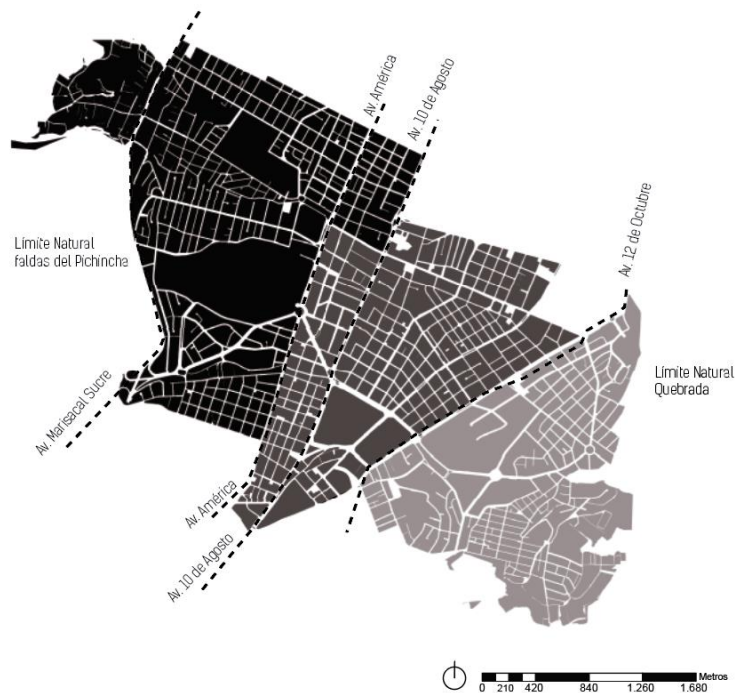 Av. América
Av. 10 de Agosto
Av. 12 de Octubre
Límite Natural
faldas del Pichincha
Límite Natural
Quebrada
Av. Marisacal Sucre
Av. América
Av. 10 de Agosto
Metros
0 210 420 840 1.260 1.680